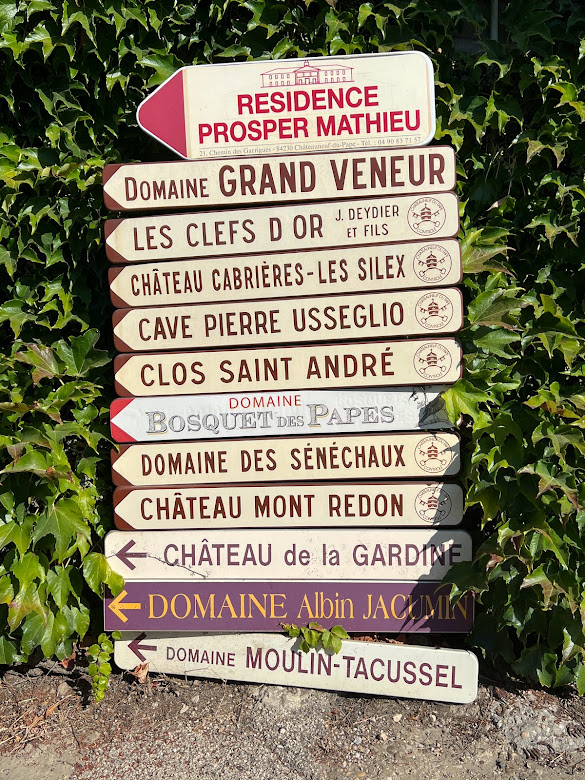 RESIDENCE
PROSPER MATHIEU
21, Chemin des Garrigues - 84230 Châteauneuf-du-Pape - Tél. : 04 90 83 71 57
DOMAINE GRAND VENEUR
LES CLEFS D'OR J. DEYDIER
ET FILS
CHÂTEAU CABRIÈRES-LES SILEX
CAVE PIERRE USSEGLIO
CLOS SAINT ANDRÉ
DOMAINE
BOSQUET DES PAPES
DOMAINE DES SÉNÉCHAUX
CHÂTEAU MONT REDON
CHÂTEAU de la GARDINE
DOMAINE Albin JACUMIN
DOMAINE MOULIN-TACUSSEL